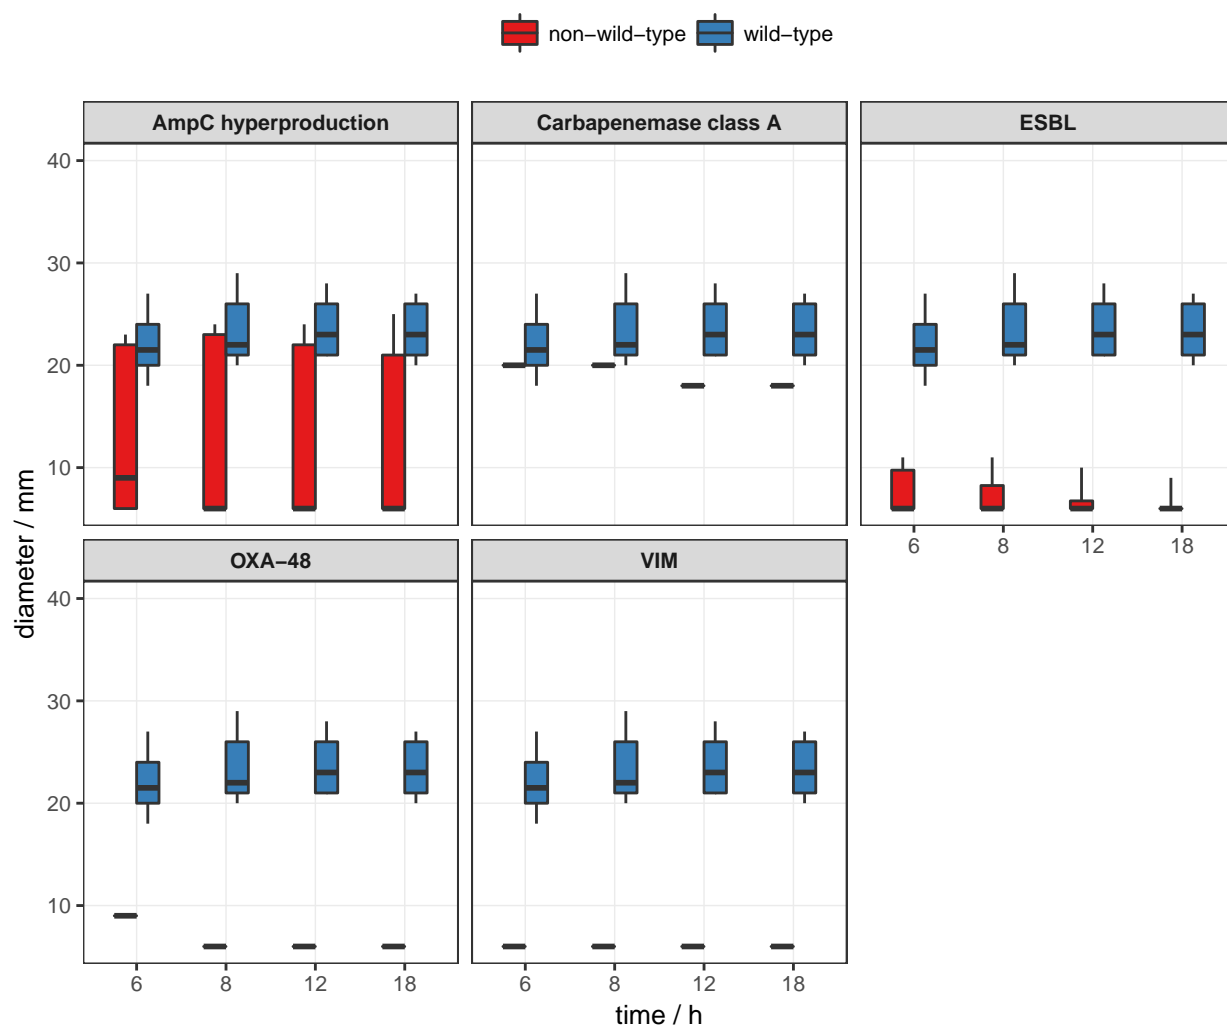 non−wild−type wild−type
AmpC hyperproduction Carbapenemase class A ESBL
40
30
20
10
6 8 12 18
OXA−48 VIM
40
30
20
10
6 8 12 18 6 8 12 18
diameter / mm
time / h